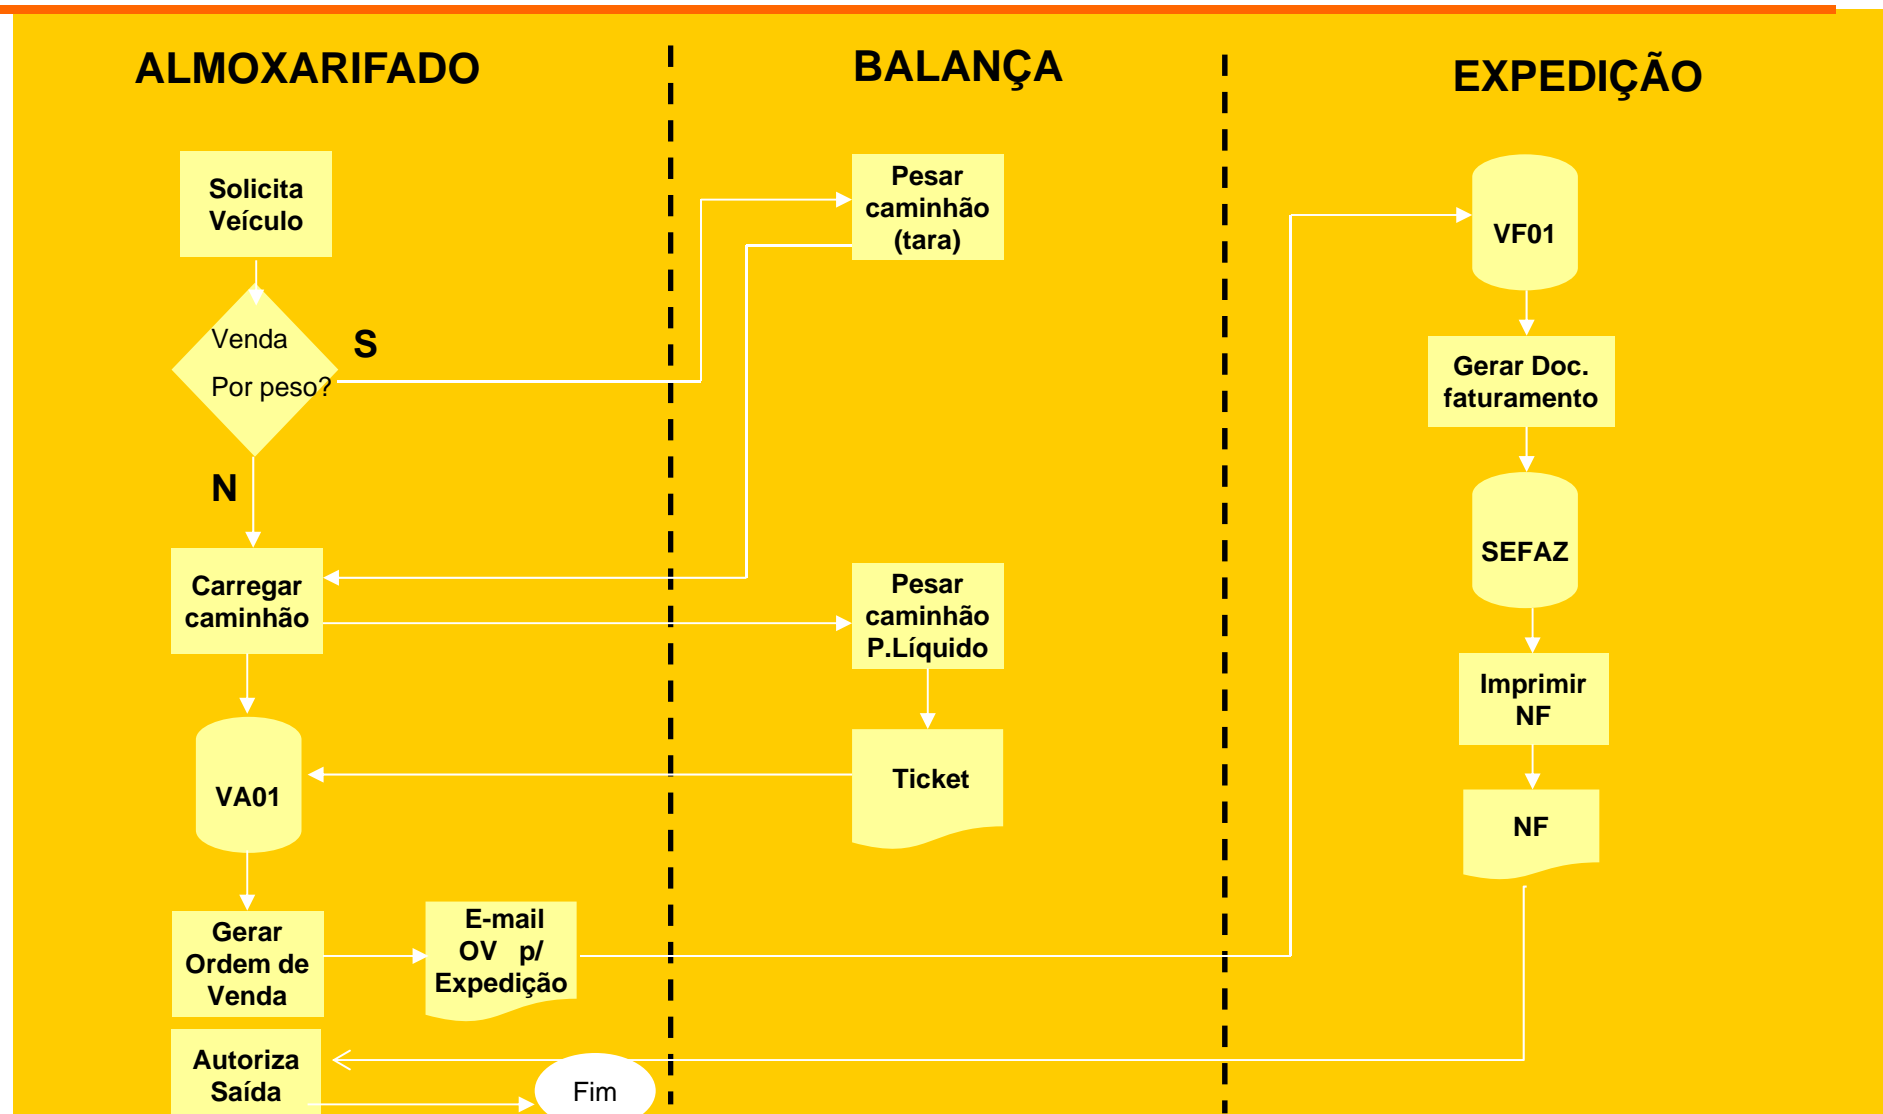 ALMOXARIFADO
BALANÇA
EXPEDIÇÃO
Solicita
Veículo
Venda
Por peso?
S
N
Carregar
caminhão
VA01
Gerar
Ordem de
Venda
E-mail
OV p/
Expedição
Autoriza
Saída
Fim
Pesar
caminhão
(tara)
Pesar
caminhão
P.Líquido
Ticket
VF01
Gerar Doc.
faturamento
SEFAZ
Imprimir
NF
NF